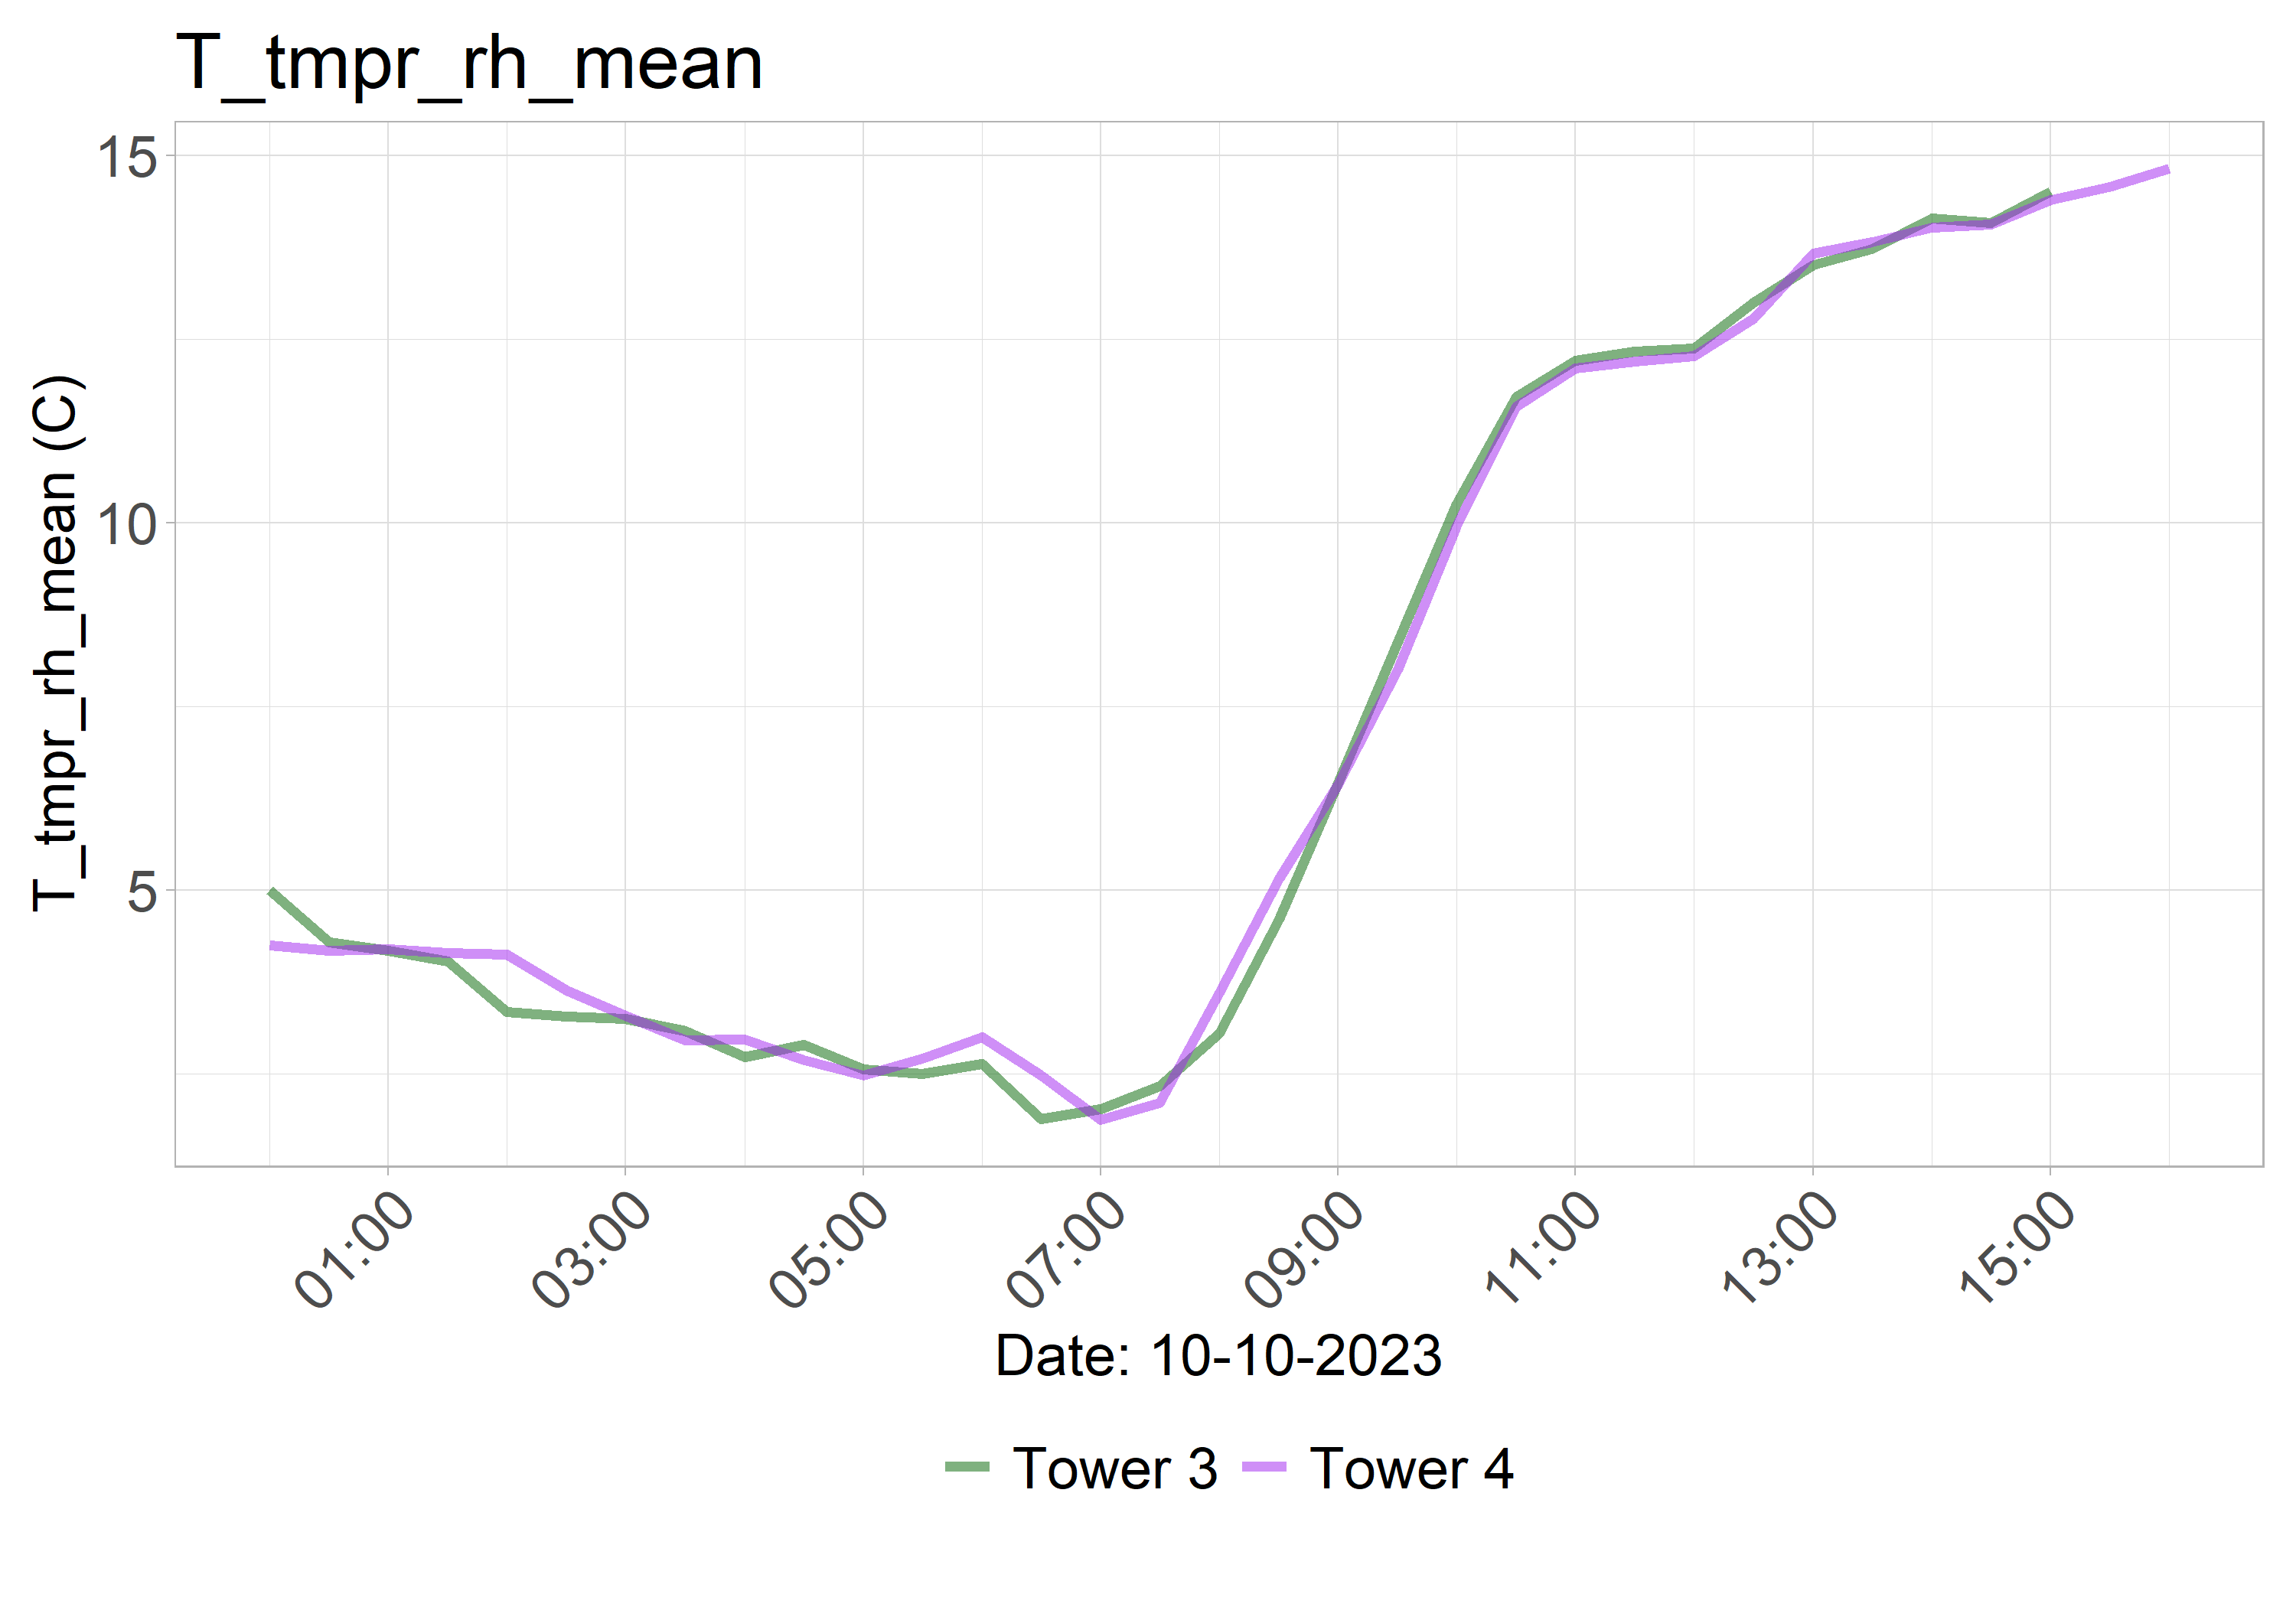 T_tmpr_rh_mean
T_tmpr_rh_mean (C)
15
10
5
01:00
03:00
05:00
07:00
09:00
11:00
13:00
15:00
Date: 10-10-2023
Tower 3
Tower 4